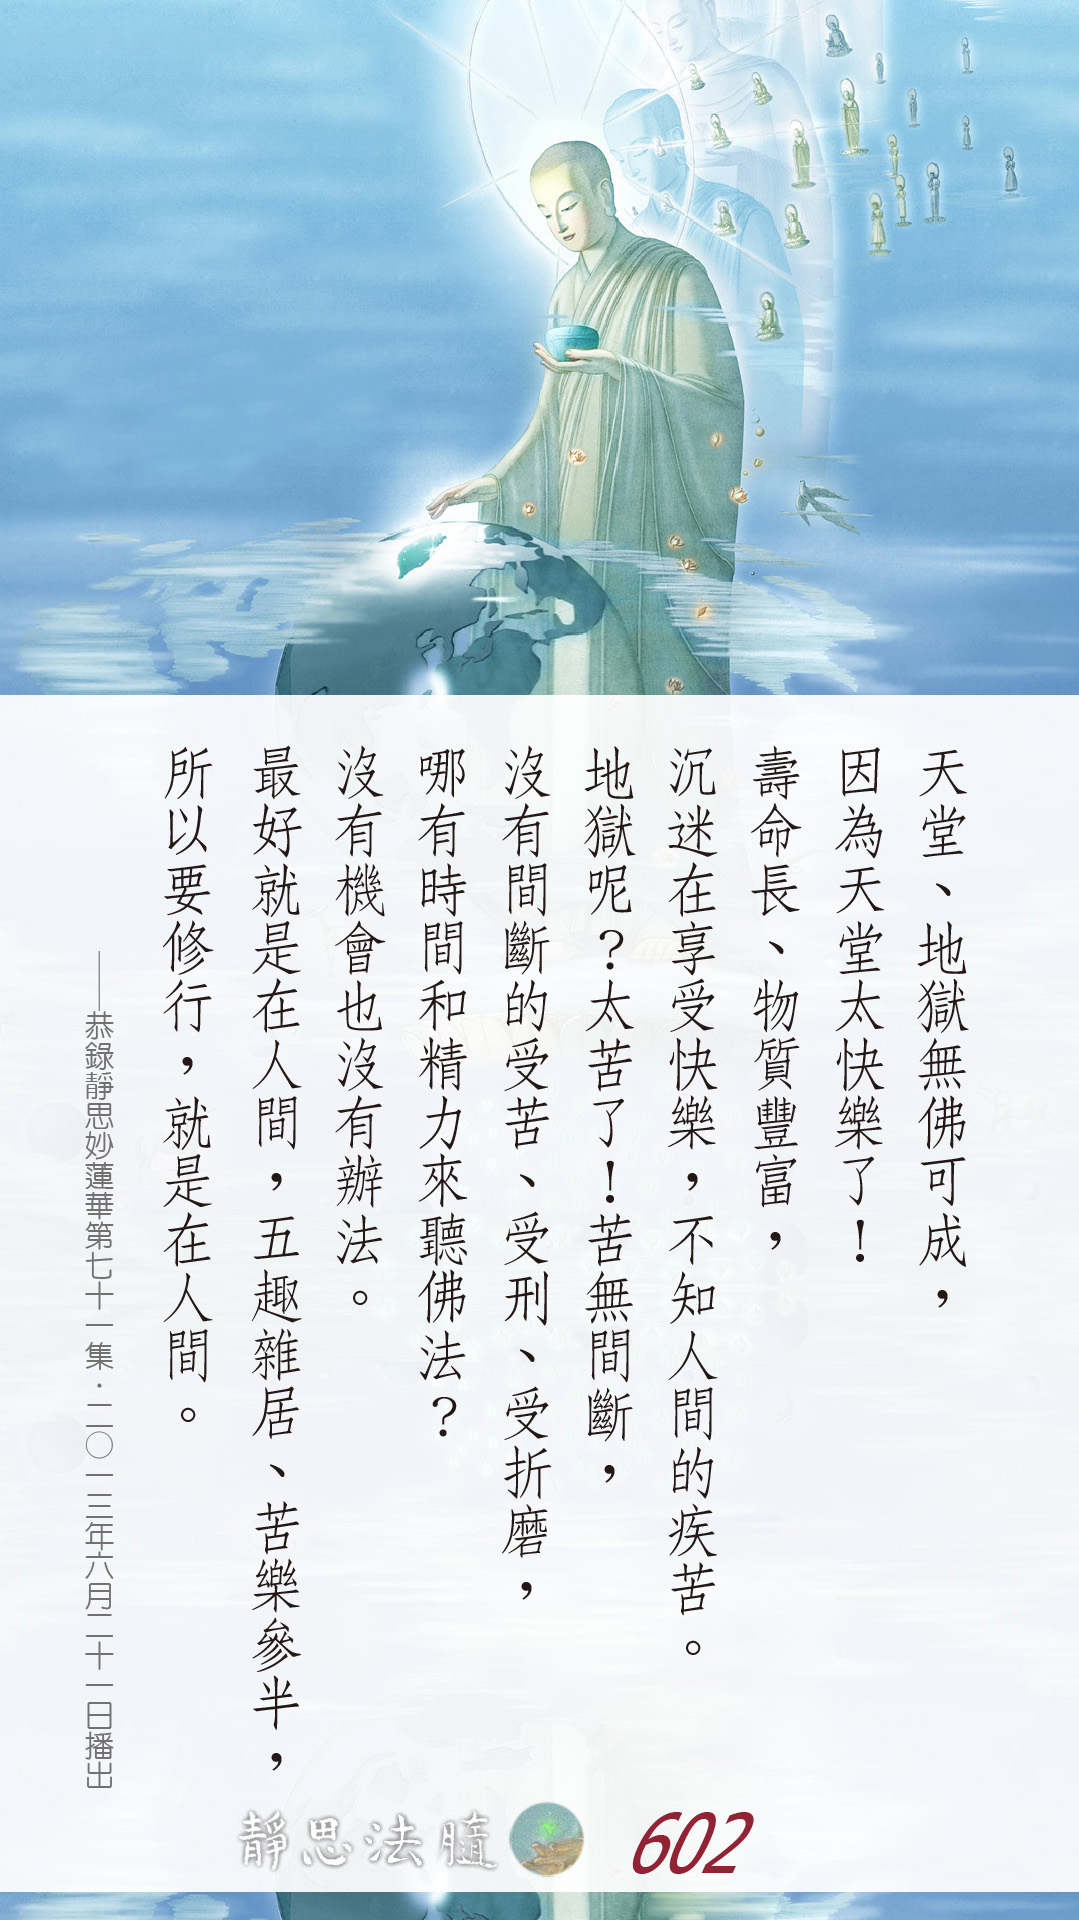 天堂、地獄無佛可成，
因為天堂太快樂了！
壽命長、物質豐富，
沉迷在享受快樂，不知人間的疾苦。
地獄呢？太苦了！苦無間斷，
沒有間斷的受苦、受刑、受折磨，
哪有時間和精力來聽佛法？
沒有機會也沒有辦法。
最好就是在人間，五趣雜居、苦樂參半，
所以要修行，就是在人間。
——恭錄靜思妙蓮華第七十一集．二〇一三年六月二十一日播出
靜思法髓
602